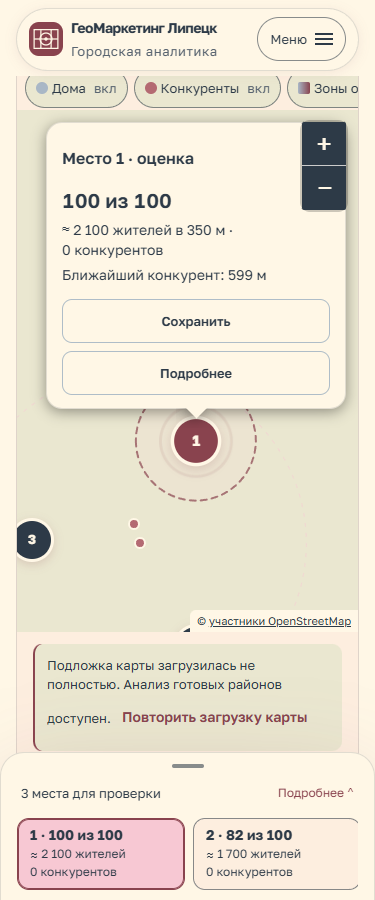 ГеоМаркетинг Липецк
Городская аналитика
Меню
Дома вкл
Конкуренты вкл
Зоны о
Место 1 · оценка
+
−
100 из 100
≈ 2 100 жителей в 350 м ·
0 конкурентов
Ближайший конкурент: 599 м
Сохранить
Подробнее
1
3
© участники OpenStreetMap
Подложка карты загрузилась не
полностью. Анализ готовых районов
доступен. Повторить загрузку карты
3 места для проверки
Подробнее ^
1 · 100 из 100
≈ 2 100 жителей
0 конкурентов
2 · 82 из 100
≈ 1 700 жителей
0 конкурентов